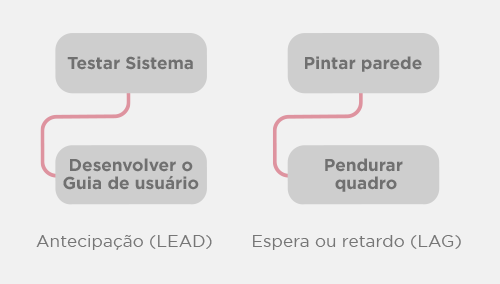 Testar Sistema
Desenvolver o
Guia de usuário
Antecipação (LEAD)
Pintar parede
Pendurar
quadro
Espera ou retardo (LAG)